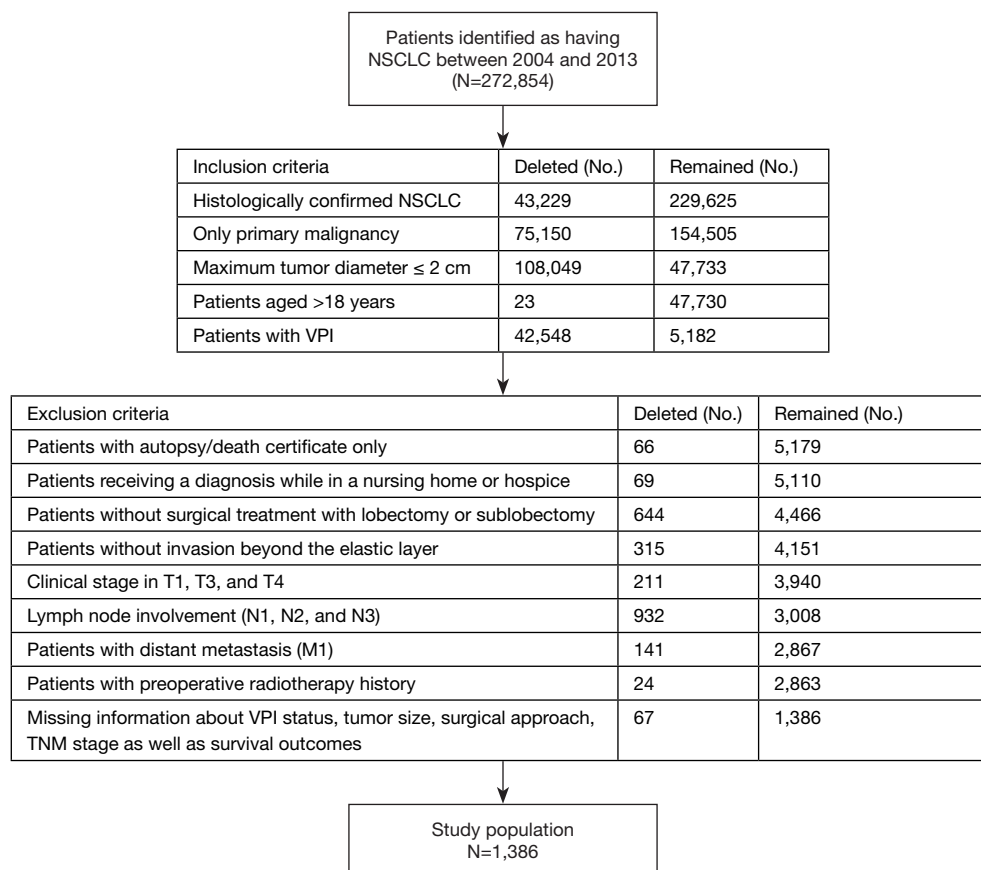 Patients identified as having
NSCLC between 2004 and 2013
(N=272,854)
Inclusion criteria Deleted (No.) Remained (No.)
Histologically confirmed NSCLC 43,229 229,625
Only primary malignancy 75,150 154,505
Maximum tumor diameter ≤ 2 cm 108,049 47,733
Patients aged >18 years 23 47,730
Patients with VPI 42,548 5,182
Exclusion criteria Deleted (No.) Remained (No.)
Patients with autopsy/death certificate only 66 5,179
Patients receiving a diagnosis while in a nursing home or hospice 69 5,110
Patients without surgical treatment with lobectomy or sublobectomy 644 4,466
Patients without invasion beyond the elastic layer 315 4,151
Clinical stage in T1, T3, and T4 211 3,940
Lymph node involvement (N1, N2, and N3) 932 3,008
Patients with distant metastasis (M1) 141 2,867
Patients with preoperative radiotherapy history 24 2,863
Missing information about VPI status, tumor size, surgical approach, 67 1,386
TNM stage as well as survival outcomes
Study population
N=1,386